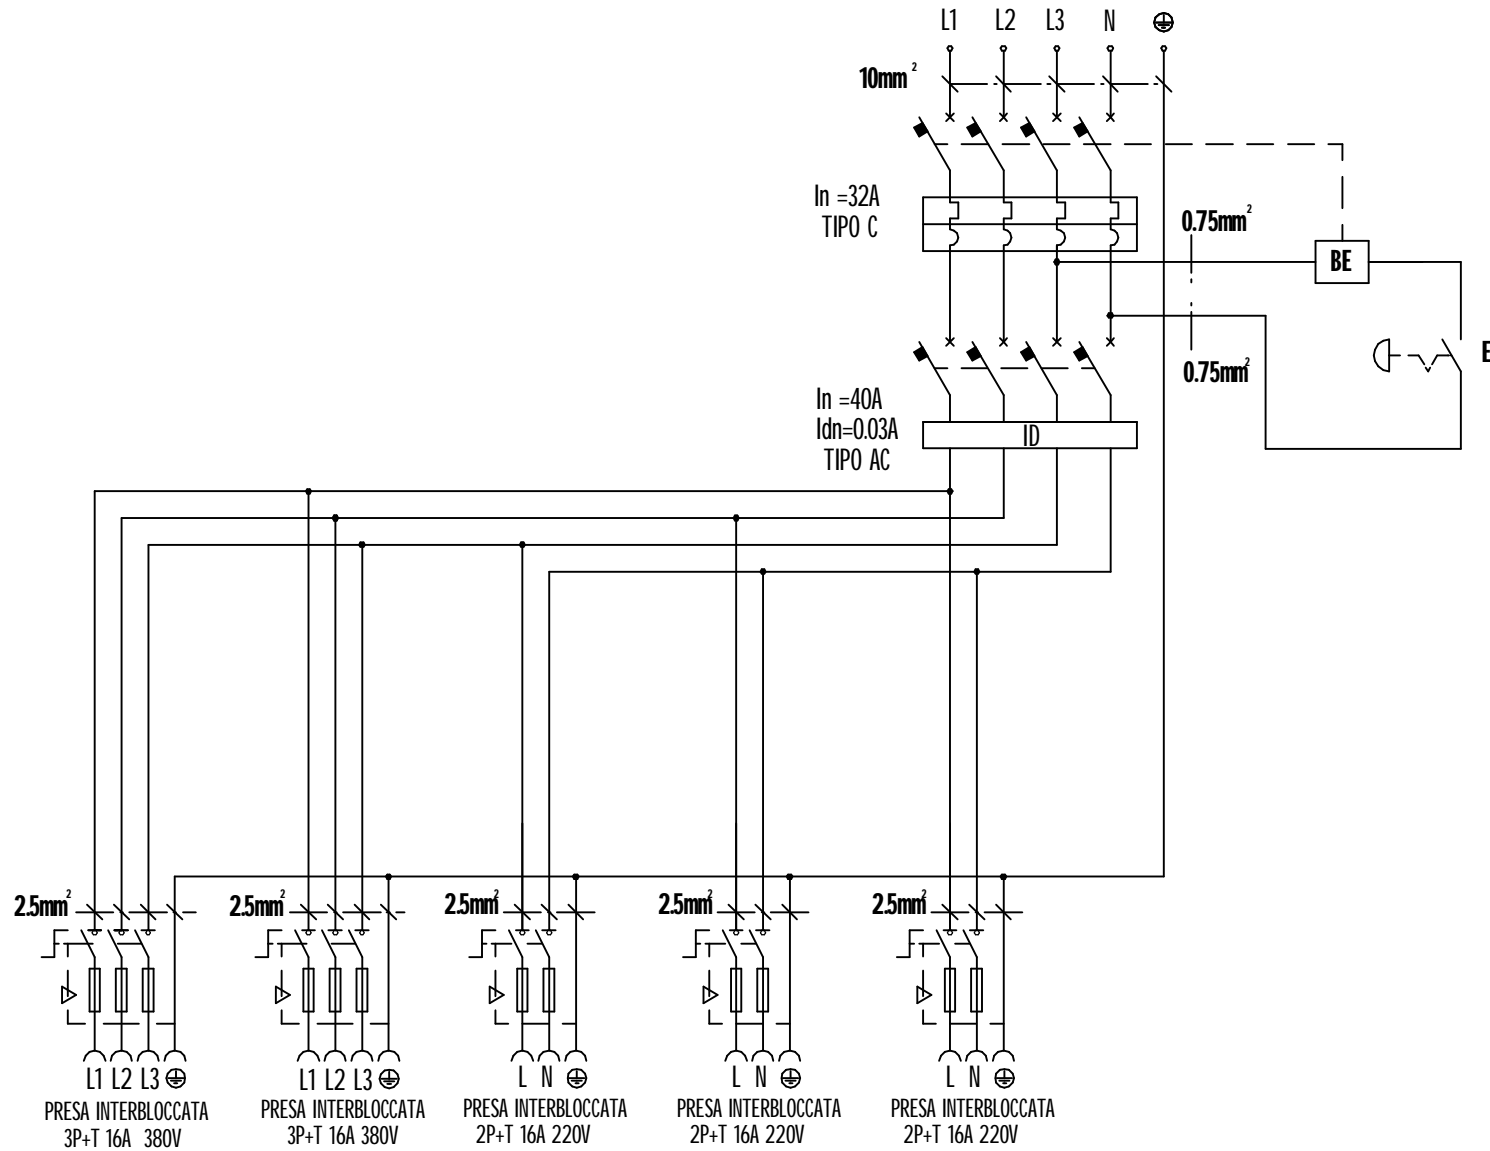 L1 L2 L3 N
10mm²
In =32A
TIPO C
0.75mm²
BE
0.75mm²
In =40A
Idn=0.03A
TIPO AC
ID
2.5mm² 2.5mm² 2.5mm² 2.5mm² 2.5mm²
L1 L2 L3 L1 L2 L3 L N L N L N
PRESA INTERBLOCCATA
3P+T 16A 380V
PRESA INTERBLOCCATA
3P+T 16A 380V
PRESA INTERBLOCCATA
2P+T 16A 220V
PRESA INTERBLOCCATA
2P+T 16A 220V
PRESA INTERBLOCCATA
2P+T 16A 220V